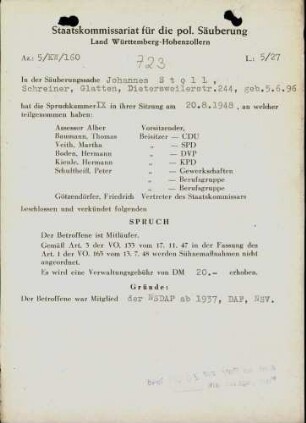 Staatskommissariat für die pol. Säuberung
Land Württemberg-Hohenzollern
Az.: 5/KH/160
723
L.: 5/27
In der Säuberungssache Johannes S t o l l ,
Schreiner, Glatten, Dietersweilerstr.244, geb.5.6.96
hat die Spruchkammer IX in ihrer Sitzung am 20.8.1948, an welcher
teilgenommen haben:
Assessor Alher Vorsitzender,
Baumann, Thomas Beisitzer — CDU
Veith, Martha „ — SPD
Boden, Hermann „ — DVP
Kienle, Hermann „ — KPD
Schultheiß, Peter „ — Gewerkschaften
„ — Berufsgruppe
„ — Berufsgruppe
Götzendörfer, Friedrich Vertreter des Staatskommissars
beschlossen und verkündet folgenden
SPRUCH
Der Betroffene ist Mitläufer.
Gemäß Art. 3 der VO. 133 vom 17. 11. 47 in der Fassung des
Art. 1 der VO. 165 vom 13. 7. 48 werden Sühnemaßnahmen nicht
angeordnet.
Es wird eine Verwaltungsgebühr von DM 20.- erhoben.
Gründe:
Der Betroffene war Mitglied der NSDAP ab 1937, DAF, NSV.